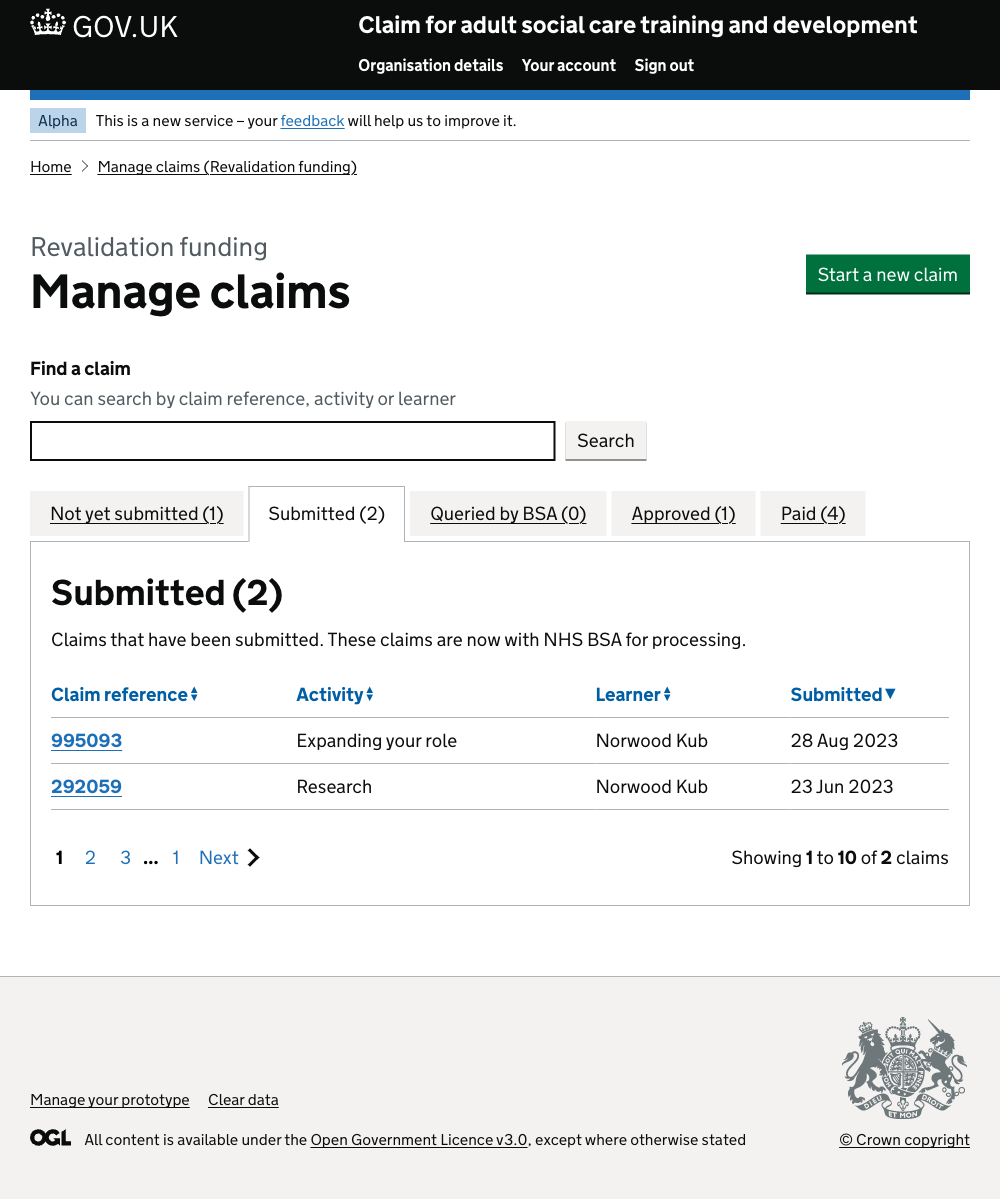 GOV.UK
Claim for adult social care training and development
Organisation details Your account Sign out
Alpha This is a new service – your feedback will help us to improve it.
Home Manage claims (Revalidation funding)
Revalidation funding
Manage claims
Start a new claim
Find a claim
You can search by claim reference, activity or learner
Search
Not yet submitted (1) Submitted (2) Queried by BSA (0) Approved (1) Paid (4)
Submitted (2)
Claims that have been submitted. These claims are now with NHS BSA for processing.
Claim reference Activity Learner Submitted
995093 Expanding your role Norwood Kub 28 Aug 2023
292059 Research Norwood Kub 23 Jun 2023
1 2 3 ... 1 Next Showing 1 to 10 of 2 claims
DIEU ET MON DROIT
Manage your prototype Clear data
OGL All content is available under the Open Government Licence v3.0, except where otherwise stated
© Crown copyright